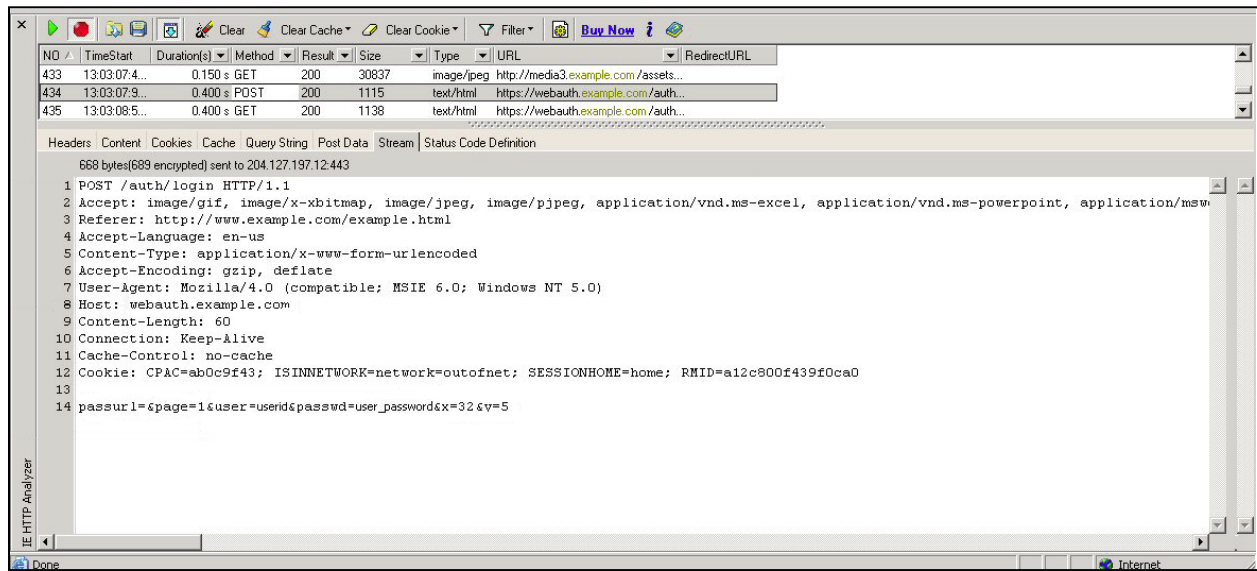 Clear Clear Cache Clear Cookie Filter Buy Now i
NO TimeStart Duration(s) Method Result Size Type URL RedirectURL
433 13:03:07:4... 0.150 s GET 200 30837 image/jpeg http://media3.example.com /assets...
434 13:03:07:9... 0.400 s POST 200 1115 text/html https://webauth.example.com /auth...
435 13:03:08:5... 0.400 s GET 200 1138 text/html https://webauth.example.com /auth...
Headers Content Cookies Cache Query String Post Data Stream Status Code Definition
668 bytes(689 encrypted) sent to 204.127.197.12:443
1 POST /auth/login HTTP/1.1
2 Accept: image/gif, image/x-xbitmap, image/jpeg, image/pjpeg, application/vnd.ms-excel, application/vnd.ms-powerpoint, application/msw
3 Referer: http://www.example.com/example.html
4 Accept-Language: en-us
5 Content-Type: application/x-www-form-urlencoded
6 Accept-Encoding: gzip, deflate
7 User-Agent: Mozilla/4.0 (compatible; MSIE 6.0; Windows NT 5.0)
8 Host: webauth.example.com
9 Content-Length: 60
10 Connection: Keep-Alive
11 Cache-Control: no-cache
12 Cookie: CPAC=ab0c9f43; ISINNETWORK=network=outofnet; SESSIONHOME=home; RMID=a12c800f439f0ca0
13
14 passurl=&page=1&user=userid&passwd=user_password&x=32&y=5
IE HTTP Analyzer
Done Internet